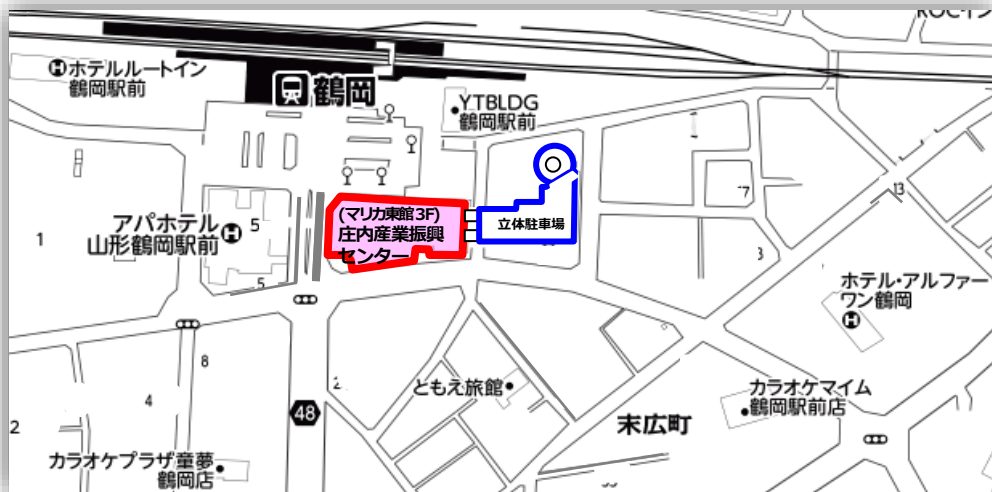 ホテルルートイン
鶴岡駅前
鶴岡
YTBLDG
鶴岡駅前
(マリカ東館3F)
庄内産業振興
センター
立体駐車場
アパホテル
山形鶴岡駅前
5
5
1
7
13
3
ホテル・アルファー
ワン鶴岡
8
4
2
2
48
ともえ旅館
末広町
カラオケマイム
鶴岡駅前店
カラオケプラザ童夢
鶴岡店